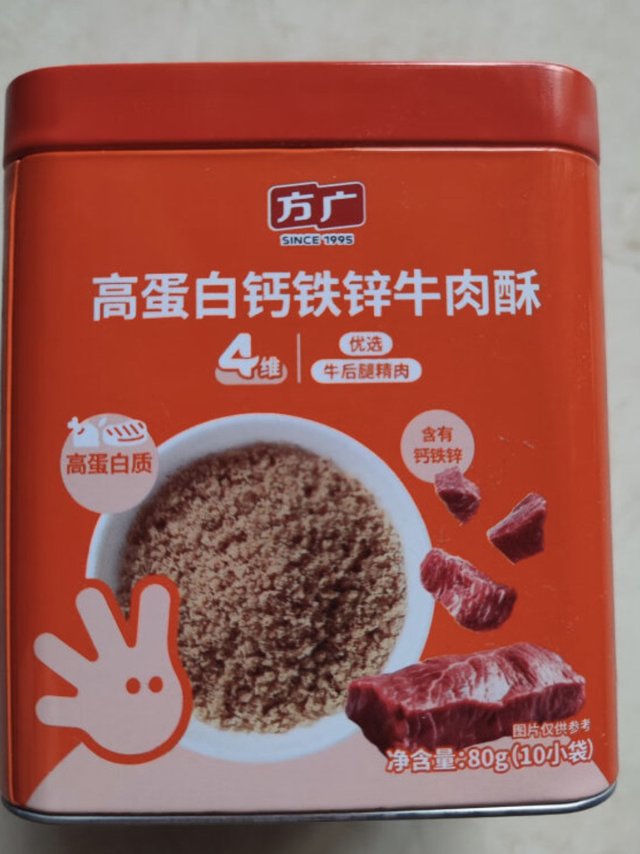 方广
SINCE 1995
高蛋白钙铁锌牛肉酥
4维
优选
牛后腿精肉
高蛋白质
含有
钙铁锌
图片仅供参考
净含量:80g(10小袋)